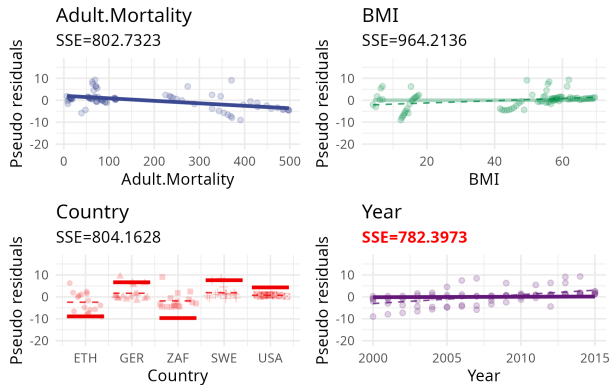 Adult.Mortality
SSE=802.7323
Pseudo residuals
10
0
-10
-20
0 100 200 300 400 500
Adult.Mortality
BMI
SSE=964.2136
Pseudo residuals
10
0
-10
-20
20 40 60
BMI
Country
SSE=804.1628
Pseudo residuals
10
0
-10
-20
ETH GER ZAF SWE USA
Country
Year
SSE=782.3973
Pseudo residuals
10
0
-10
-20
2000 2005 2010 2015
Year